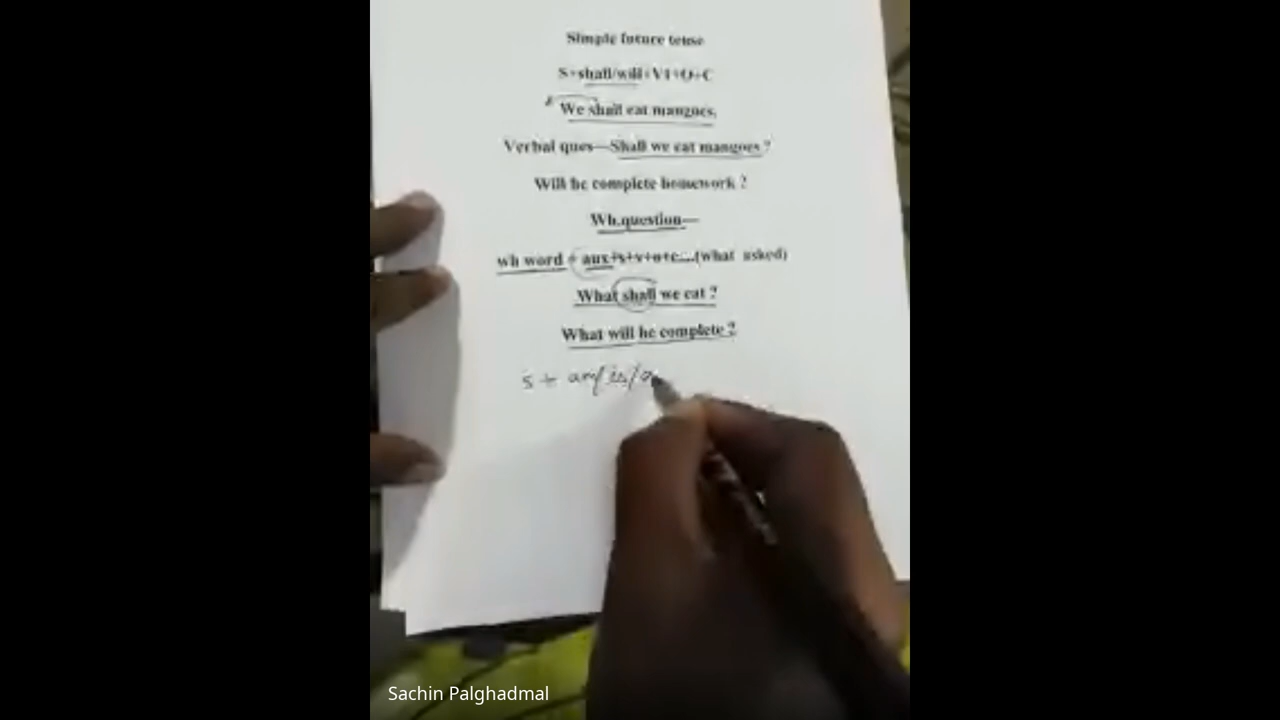 Simple future tense
S+shall/will+V1+O+C
We shall eat mangoes.
Verbal ques—Shall we eat mangoes ?
Will he complete homework ?
Wh.question—
wh word + aux+s+v+o+c....(what asked)
What shall we eat ?
What will he complete ?
s + am/is/a
Sachin Palghadmal